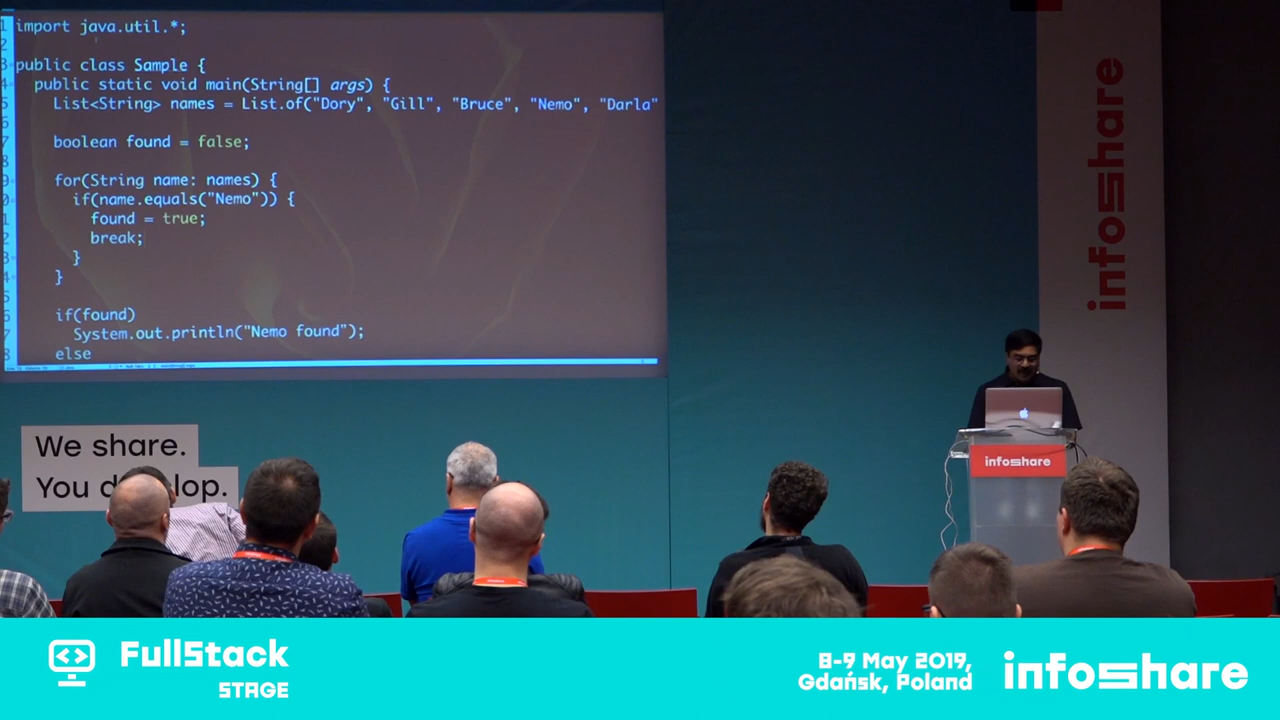 import java.util.*;
public class Sample {
public static void main(String[] args) {
List<String> names = List.of("Dory", "Gill", "Bruce", "Nemo", "Darla"
boolean found = false;
for(String name: names) {
if(name.equals("Nemo")) {
found = true;
break;
}
}
if(found)
System.out.println("Nemo found");
else
infoshare
We share.
You develop.
infoshare
FullStack
STAGE
8-9 May 2019,
Gdańsk, Poland
infoshare